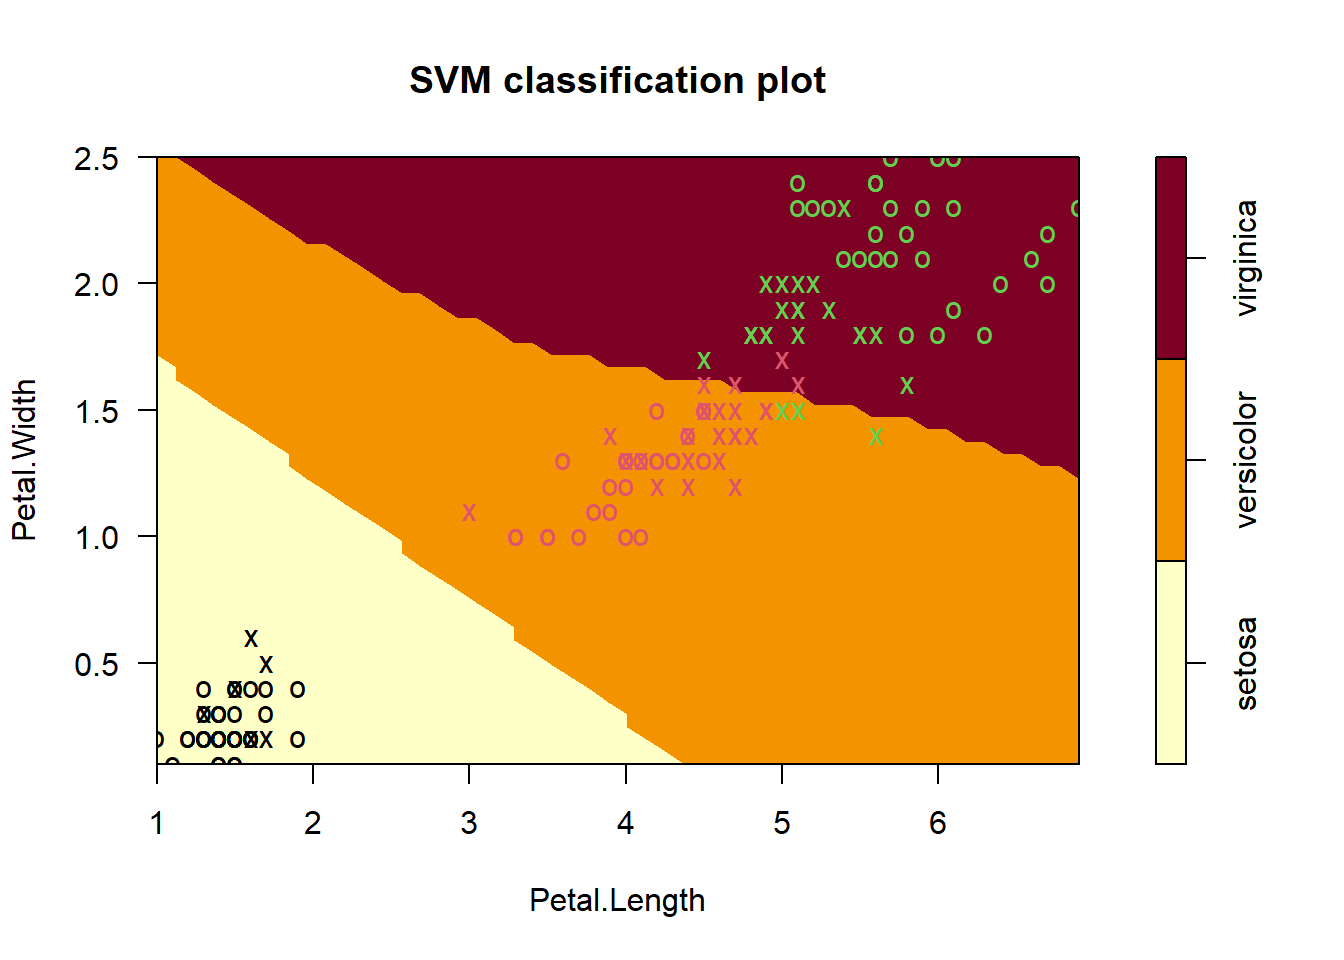 SVM classification plot
2.5
2.0
1.5
1.0
0.5
Petal.Width
1 2 3 4 5 6
Petal.Length
virginica
versicolor
setosa